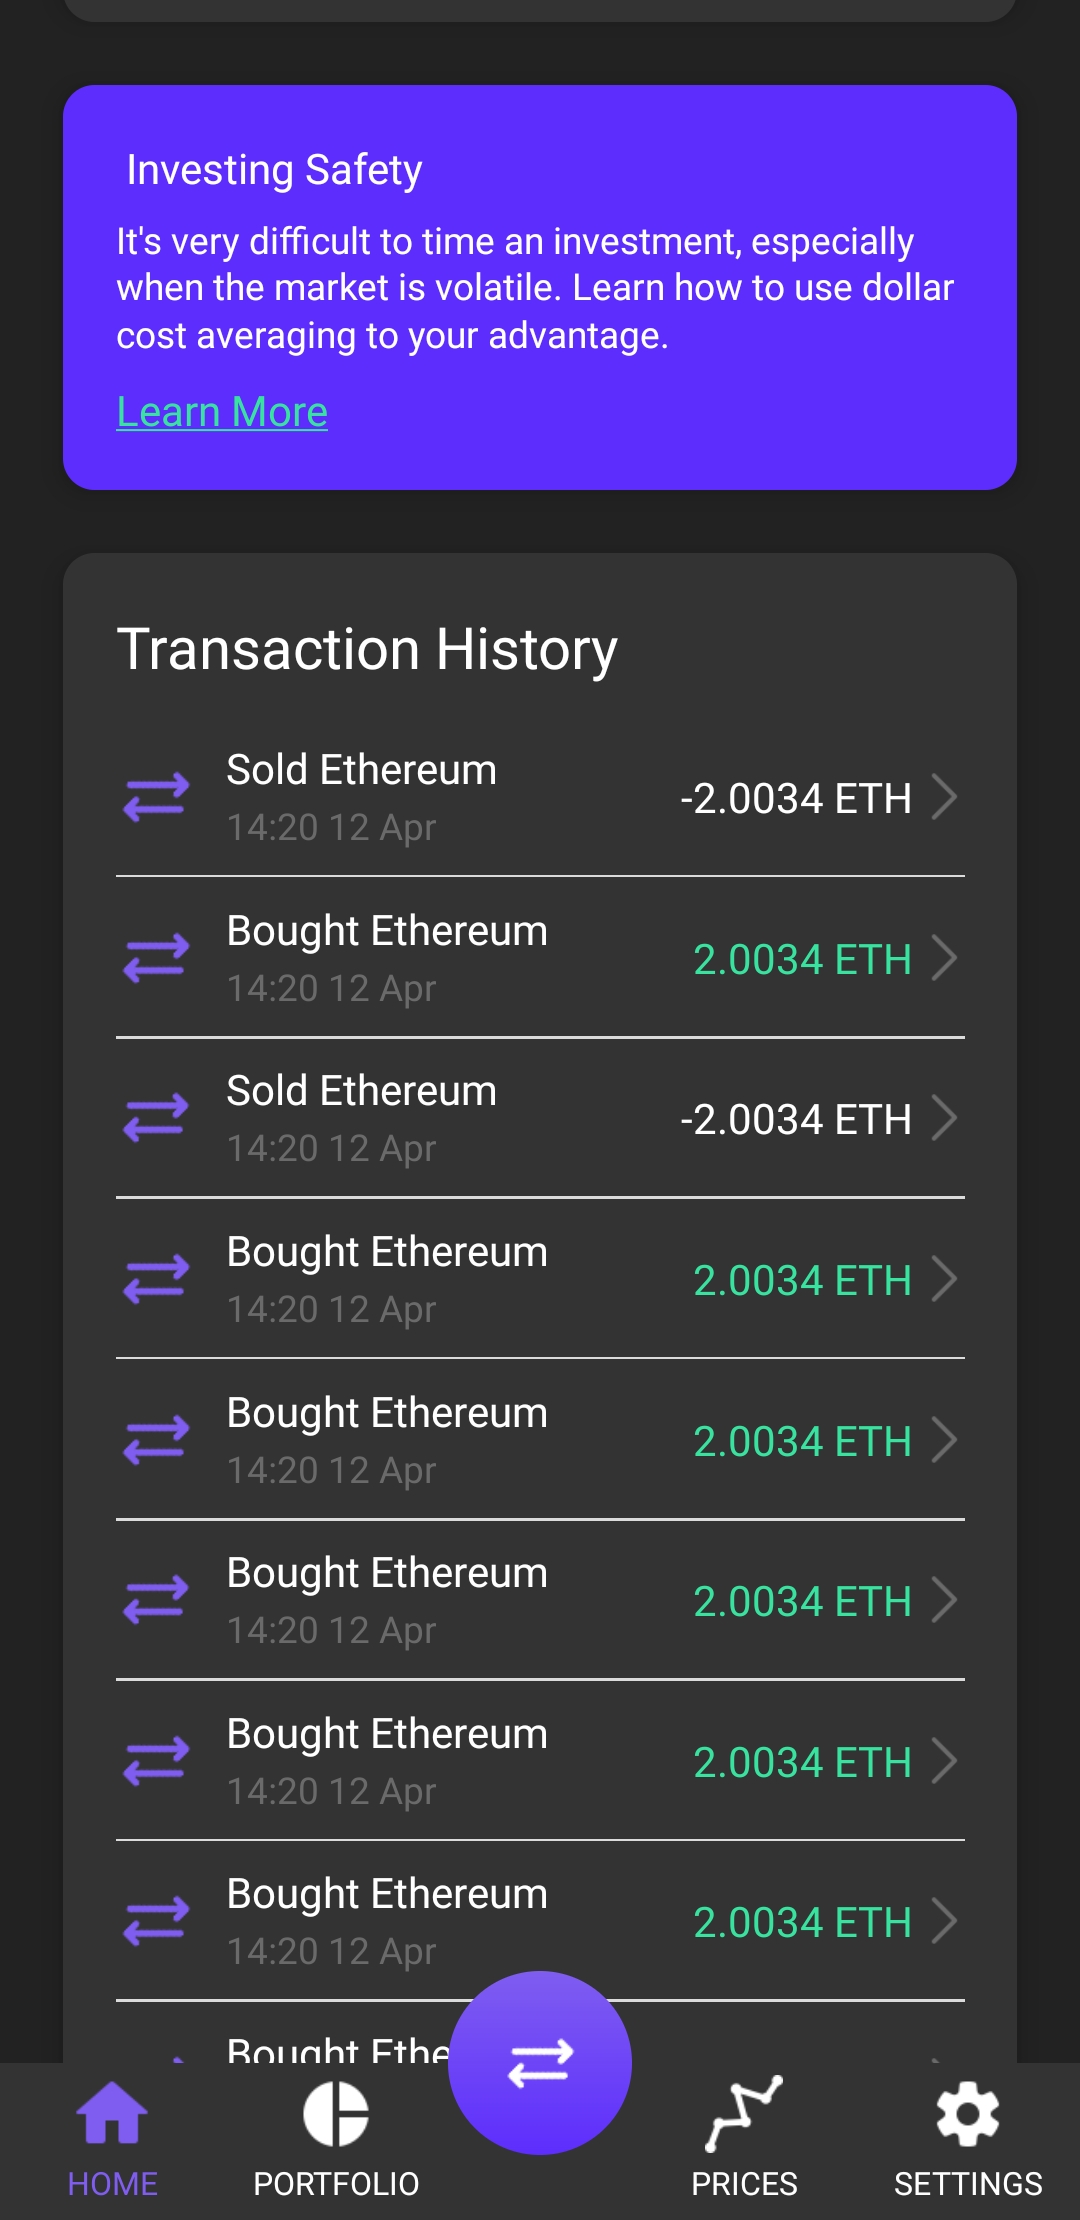 Investing Safety
It's very difficult to time an investment, especially
when the market is volatile. Learn how to use dollar
cost averaging to your advantage.
Learn More
Transaction History
Sold Ethereum
14:20 12 Apr
-2.0034 ETH
Bought Ethereum
14:20 12 Apr
2.0034 ETH
Sold Ethereum
14:20 12 Apr
-2.0034 ETH
Bought Ethereum
14:20 12 Apr
2.0034 ETH
Bought Ethereum
14:20 12 Apr
2.0034 ETH
Bought Ethereum
14:20 12 Apr
2.0034 ETH
Bought Ethereum
14:20 12 Apr
2.0034 ETH
Bought Ethereum
14:20 12 Apr
2.0034 ETH
Bought Ethe
HOME
PORTFOLIO
PRICES
SETTINGS